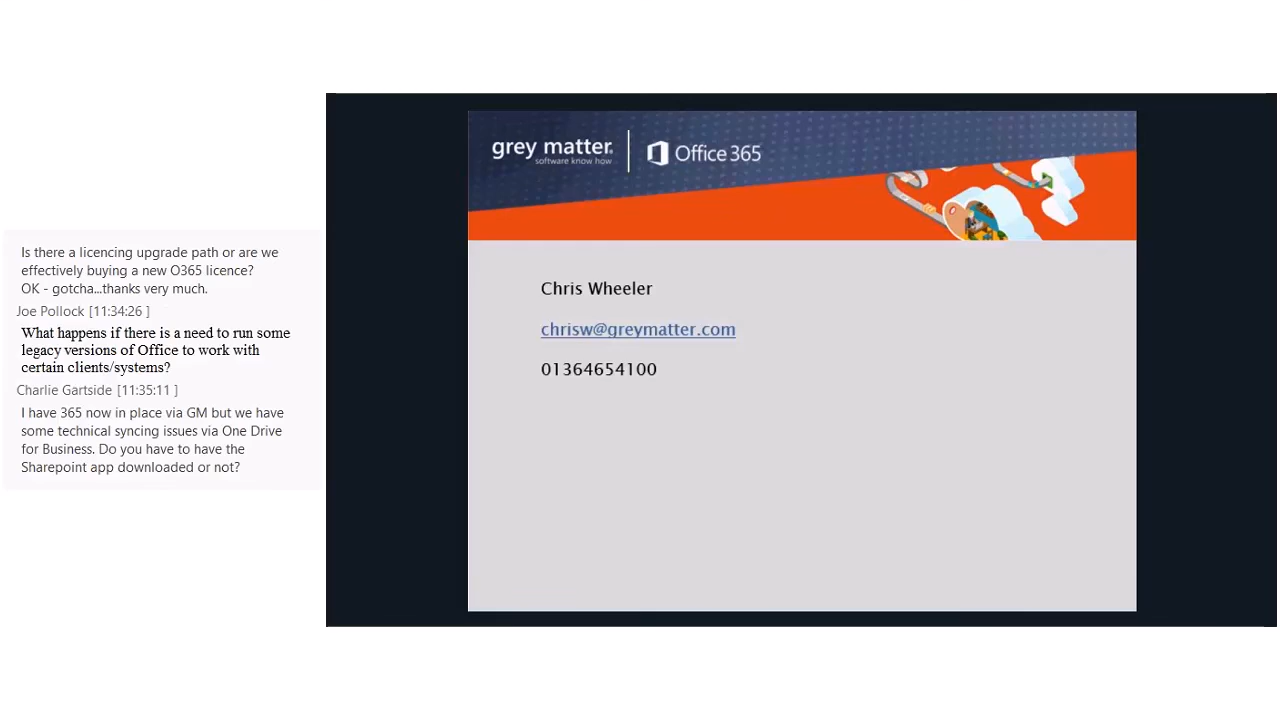 Is there a licencing upgrade path or are we
effectively buying a new O365 licence?
OK - gotcha...thanks very much.
Joe Pollock [11:34:26 ]
What happens if there is a need to run some
legacy versions of Office to work with
certain clients/systems?
Charlie Gartside [11:35:11 ]
I have 365 now in place via GM but we have
some technical syncing issues via One Drive
for Business. Do you have to have the
Sharepoint app downloaded or not?
grey matter
software know how
Office 365
Chris Wheeler
chrisw@greymatter.com
01364654100